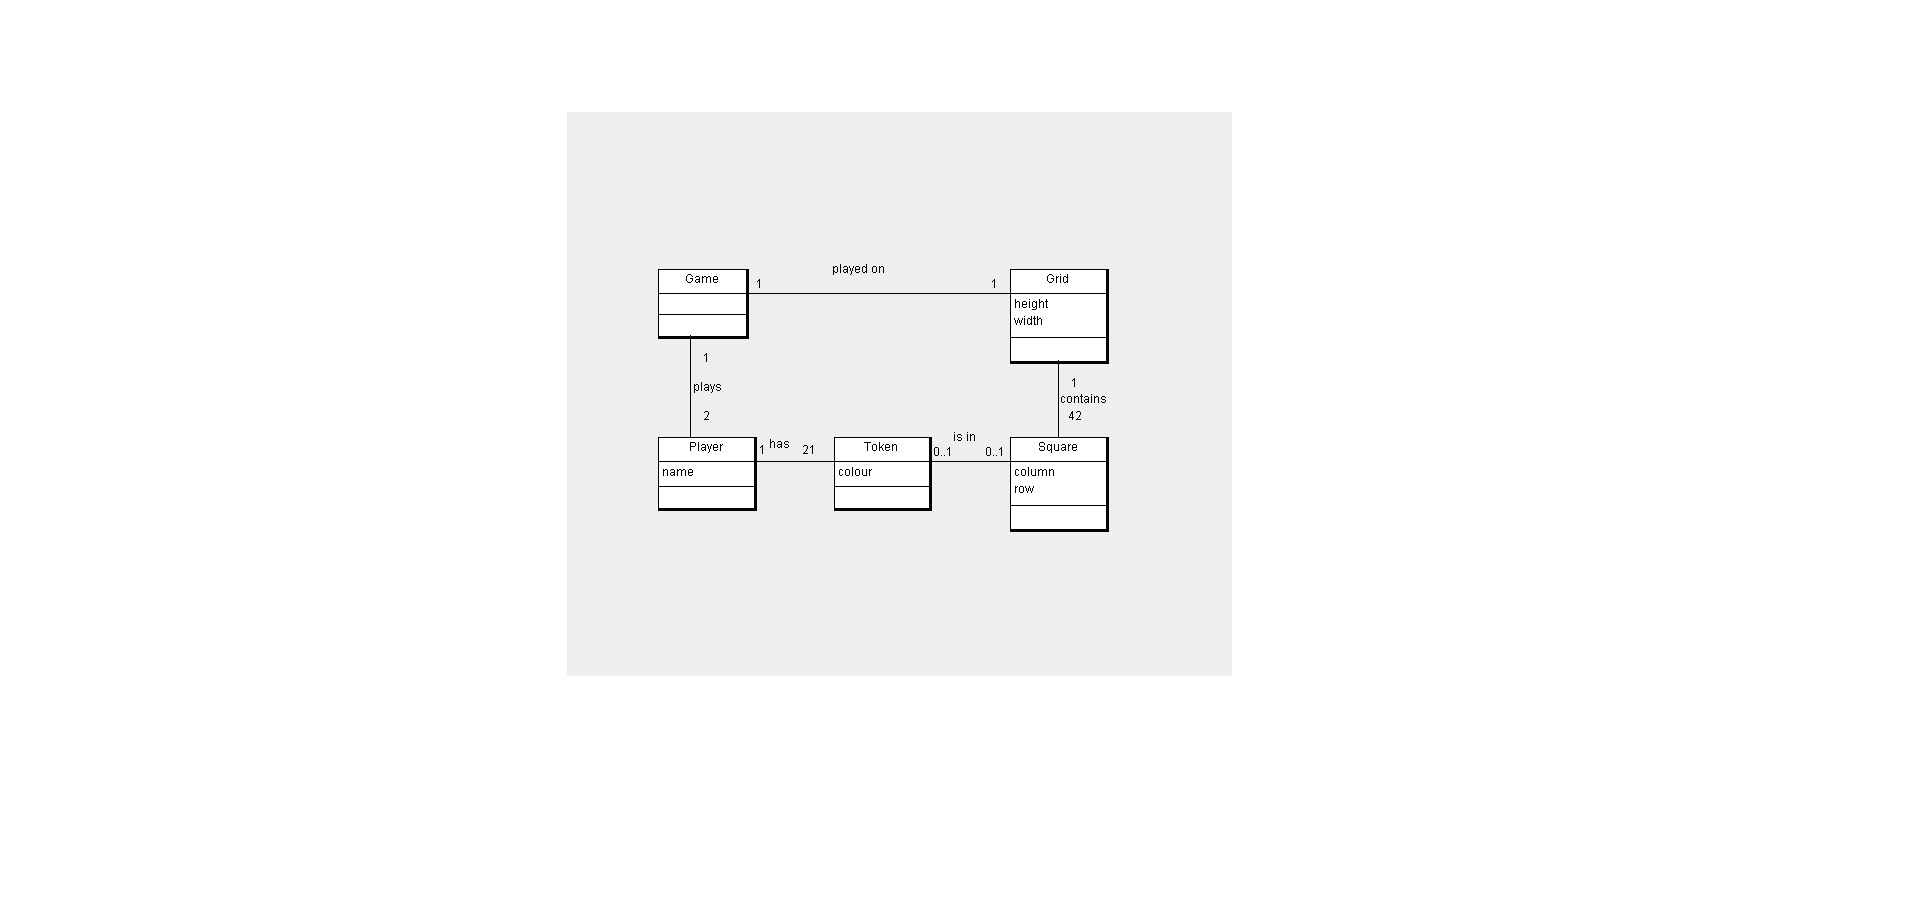 played on
Game
1
1
Grid
height
width
1
plays
2
1
contains
42
Player
1
has
21
Token
0..1
is in
0..1
Square
name
colour
column
row